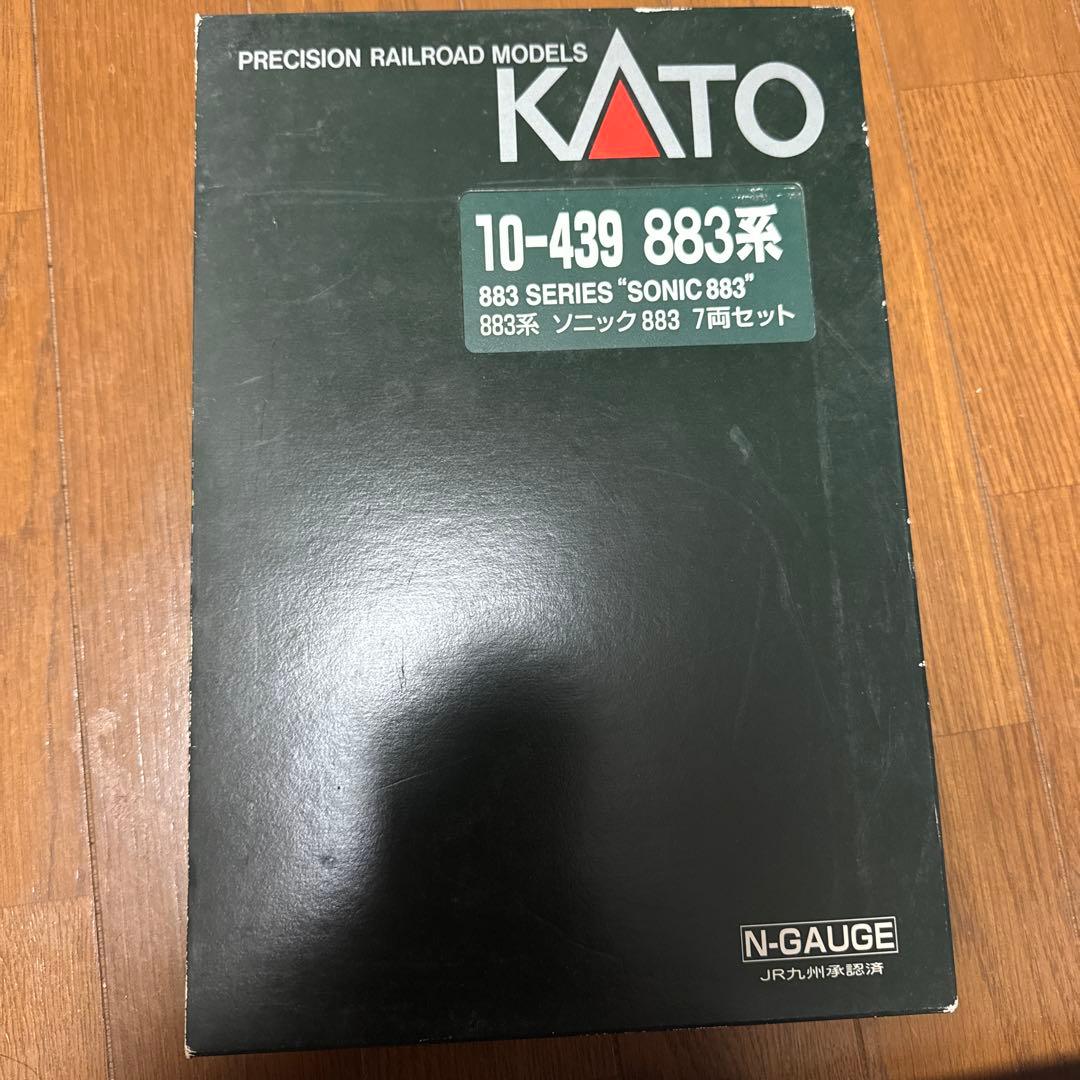 PRECISION RAILROAD MODELS
KATO
10-439 883系
883 SERIES “SONIC 883”
883系 ソニック883 7両セット
N-GAUGE
JR九州承認済